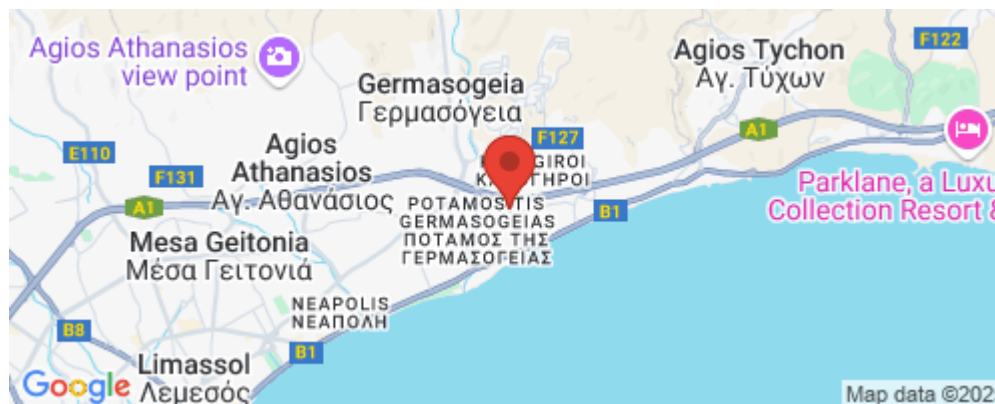 Agios Athanasios
view point
Germasogeia
Γερμασόγεια
Agios Tychon
Αγ. Τύχων
F122
A1
F127
E110
F131
A1
Agios
Athanasios
Αγ. Αθανάσιος
POTAMOS TIS
GERMASOGEIAS
ΠΟΤΑΜΟΣ ΤΗΣ
ΓΕΡΜΑΣΟΓΕΙΑΣ
B1
Parklane, a Luxu
Collection Resort &
Mesa Geitonia
Μέσα Γειτονιά
NEAPOLIS
ΝΕΑΠΟΛΗ
B8
B1
Limassol
Λεμεσός
Google
Map data ©202